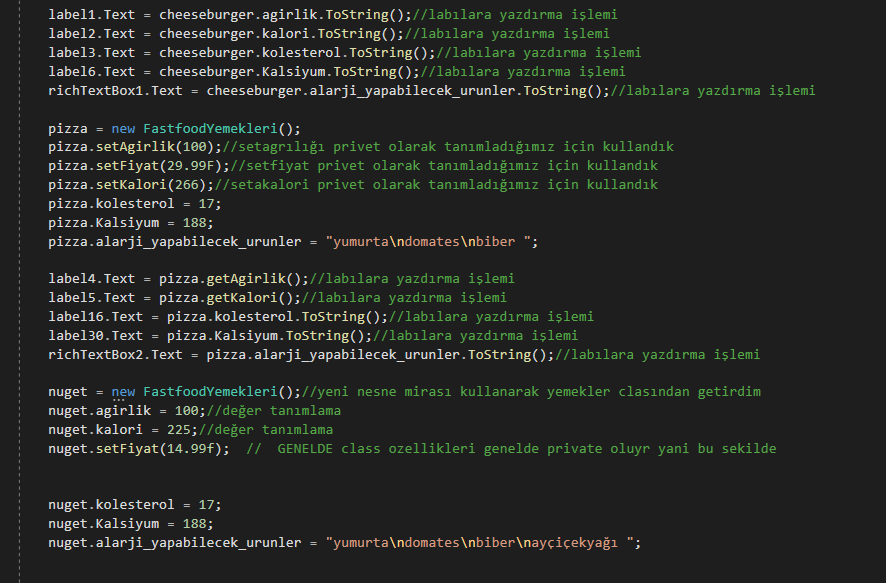 label1.Text = cheeseburger.agirlik.ToString();//labılara yazdırma işlemi
label2.Text = cheeseburger.kalori.ToString();//labılara yazdırma işlemi
label3.Text = cheeseburger.kolesterol.ToString();//labılara yazdırma işlemi
label6.Text = cheeseburger.Kalsiyum.ToString();//labılara yazdırma işlemi
richTextBox1.Text = cheeseburger.alarji_yapabilecek_urunler.ToString();//labılara yazdırma işlemi
pizza = new FastfoodYemekleri();
pizza.setAgirlik(100);//setagrılığı privet olarak tanımladığımız için kullandık
pizza.setFiyat(29.99F);//setfiyat privet olarak tanımladığımız için kullandık
pizza.setKalori(266);//setakalori privet olarak tanımladığımız için kullandık
pizza.kolesterol = 17;
pizza.Kalsiyum = 188;
pizza.alarji_yapabilecek_urunler = "yumurta\ndomates\nbiber ";
label4.Text = pizza.getAgirlik();//labılara yazdırma işlemi
label5.Text = pizza.getKalori();//labılara yazdırma işlemi
label16.Text = pizza.kolesterol.ToString();//labılara yazdırma işlemi
label30.Text = pizza.Kalsiyum.ToString();//labılara yazdırma işlemi
richTextBox2.Text = pizza.alarji_yapabilecek_urunler.ToString();//labılara yazdırma işlemi
nuget = new FastfoodYemekleri();//yeni nesne mirası kullanarak yemekler clasından getirdim
nuget.agirlik = 100;//değer tanımlama
nuget.kalori = 225;//değer tanımlama
nuget.setFiyat(14.99f);  //  GENELDE class ozellikleri genelde private oluyr yani bu sekilde
nuget.kolesterol = 17;
nuget.Kalsiyum = 188;
nuget.alarji_yapabilecek_urunler = "yumurta\ndomates\nbiber\nayçiçekyağı ";